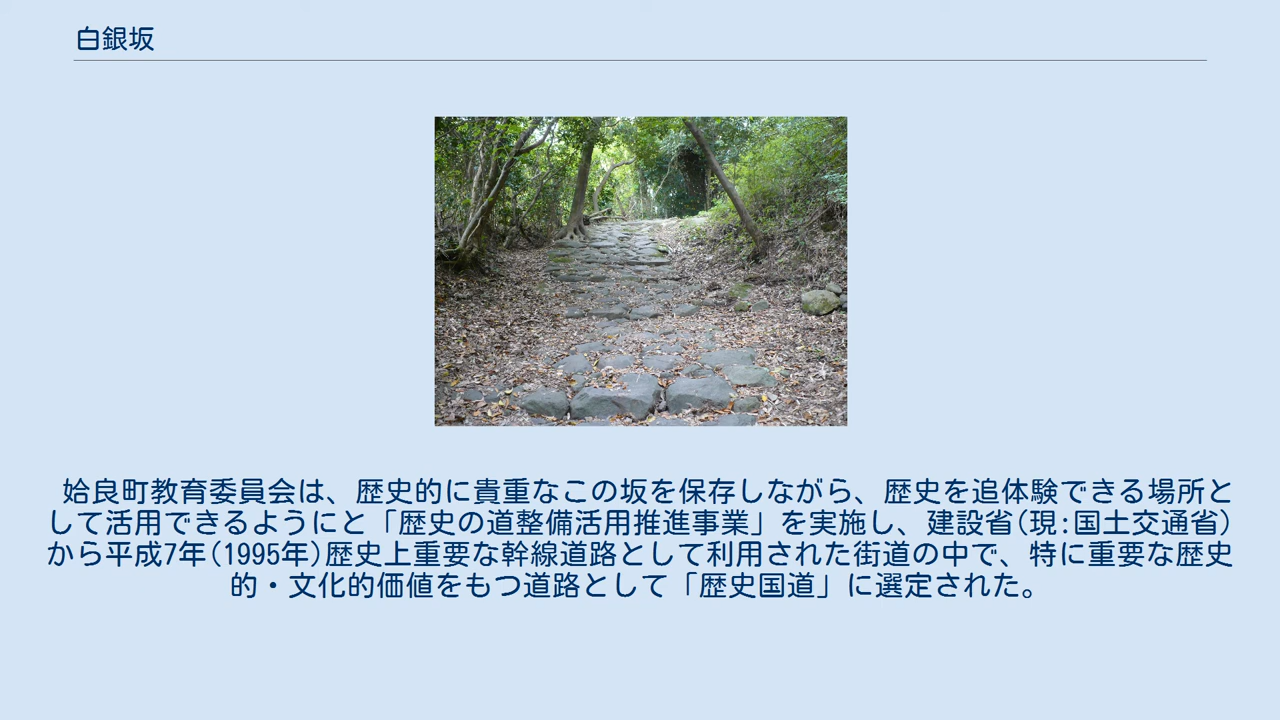 白銀坂
姶良町教育委員会は、歴史的に貴重なこの坂を保存しながら、歴史を追体験できる場所と
して活用できるようにと「歴史の道整備活用推進事業」を実施し、建設省(現:国土交通省)
から平成7年(1995年)歴史上重要な幹線道路として利用された街道の中で、特に重要な歴史
的・文化的価値をもつ道路として「歴史国道」に選定された。